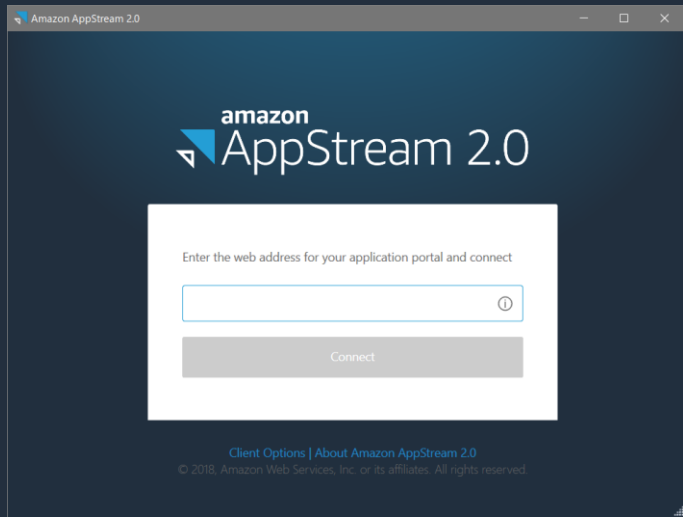 Amazon AppStream 2.0
amazon
AppStream 2.0
Enter the web address for your application portal and connect
Connect
Client Options | About Amazon AppStream 2.0
© 2018, Amazon Web Services, Inc. or its affiliates. All rights reserved.